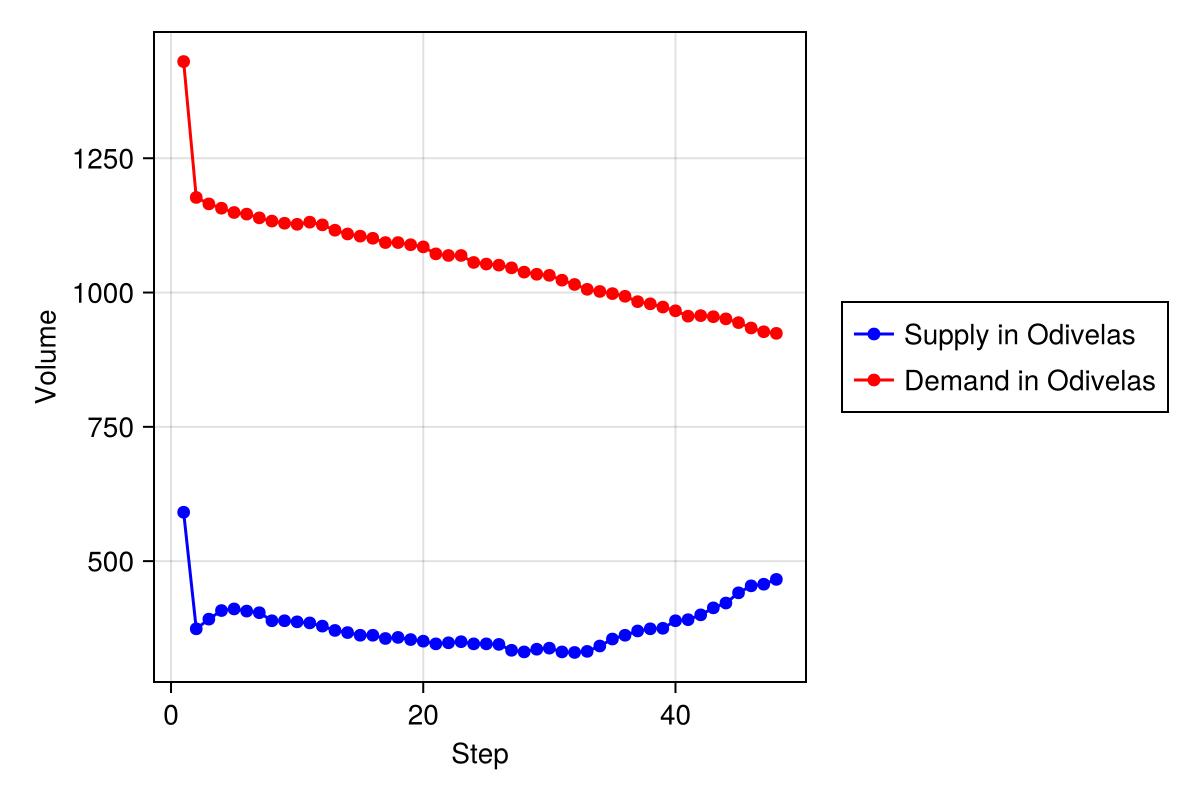 1250
1000
750
500
Volume
0 20 40
Step
Supply in Odivelas
Demand in Odivelas